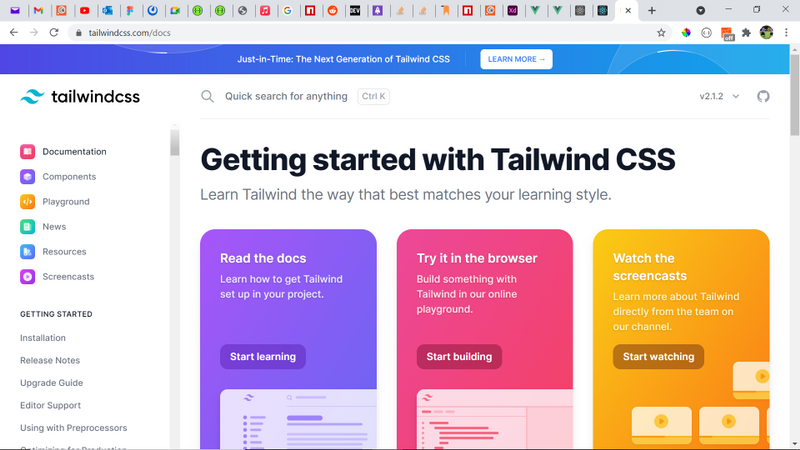 tailwindcss.com/docs
off
Just-in-Time: The Next Generation of Tailwind CSS
LEARN MORE →
tailwindcss
Quick search for anything
Ctrl K
v2.1.2
Documentation
Components
Playground
News
Resources
Screencasts
GETTING STARTED
Installation
Release Notes
Upgrade Guide
Editor Support
Using with Preprocessors
Optimizing for Production
Getting started with Tailwind CSS
Learn Tailwind the way that best matches your learning style.
Read the docs
Learn how to get Tailwind
set up in your project.
Start learning
Try it in the browser
Build something with
Tailwind in our online
playground.
Start building
Watch the
screencasts
Learn more about Tailwind
directly from the team on
our channel.
Start watching